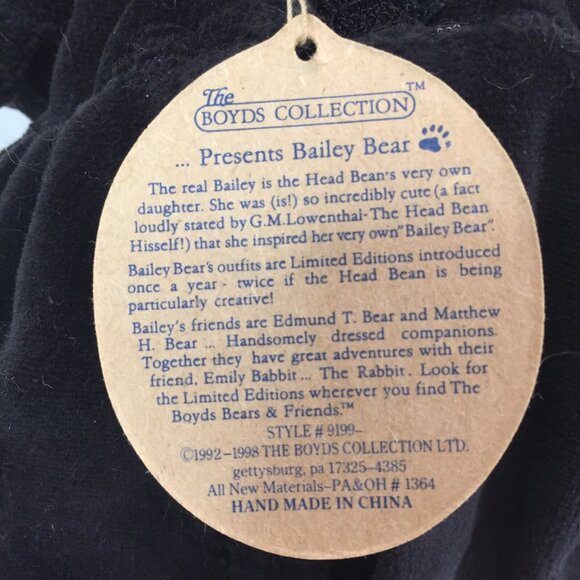 The
BOYDS COLLECTION™
... Presents Bailey Bear
The real Bailey is the Head Bean's very own
daughter. She was (is!) so incredibly cute (a fact
loudly stated by G.M. Lowenthal-The Head Bean
Hisself!) that she inspired her very own "Bailey Bear".
Bailey Bear's outfits are Limited Editions introduced
once a year - twice if the Head Bean is being
particularly creative!
Bailey's friends are Edmund T. Bear and Matthew
H. Bear ... Handsomely dressed companions.
Together they have great adventures with their
friend, Emily Babbit ... The Rabbit. Look for
the Limited Editions wherever you find The
Boyds Bears & Friends.™
STYLE # 9199-
©1992-1998 THE BOYDS COLLECTION LTD.
gettysburg, pa 17325-4385
All New Materials-PA&OH # 1364
HAND MADE IN CHINA